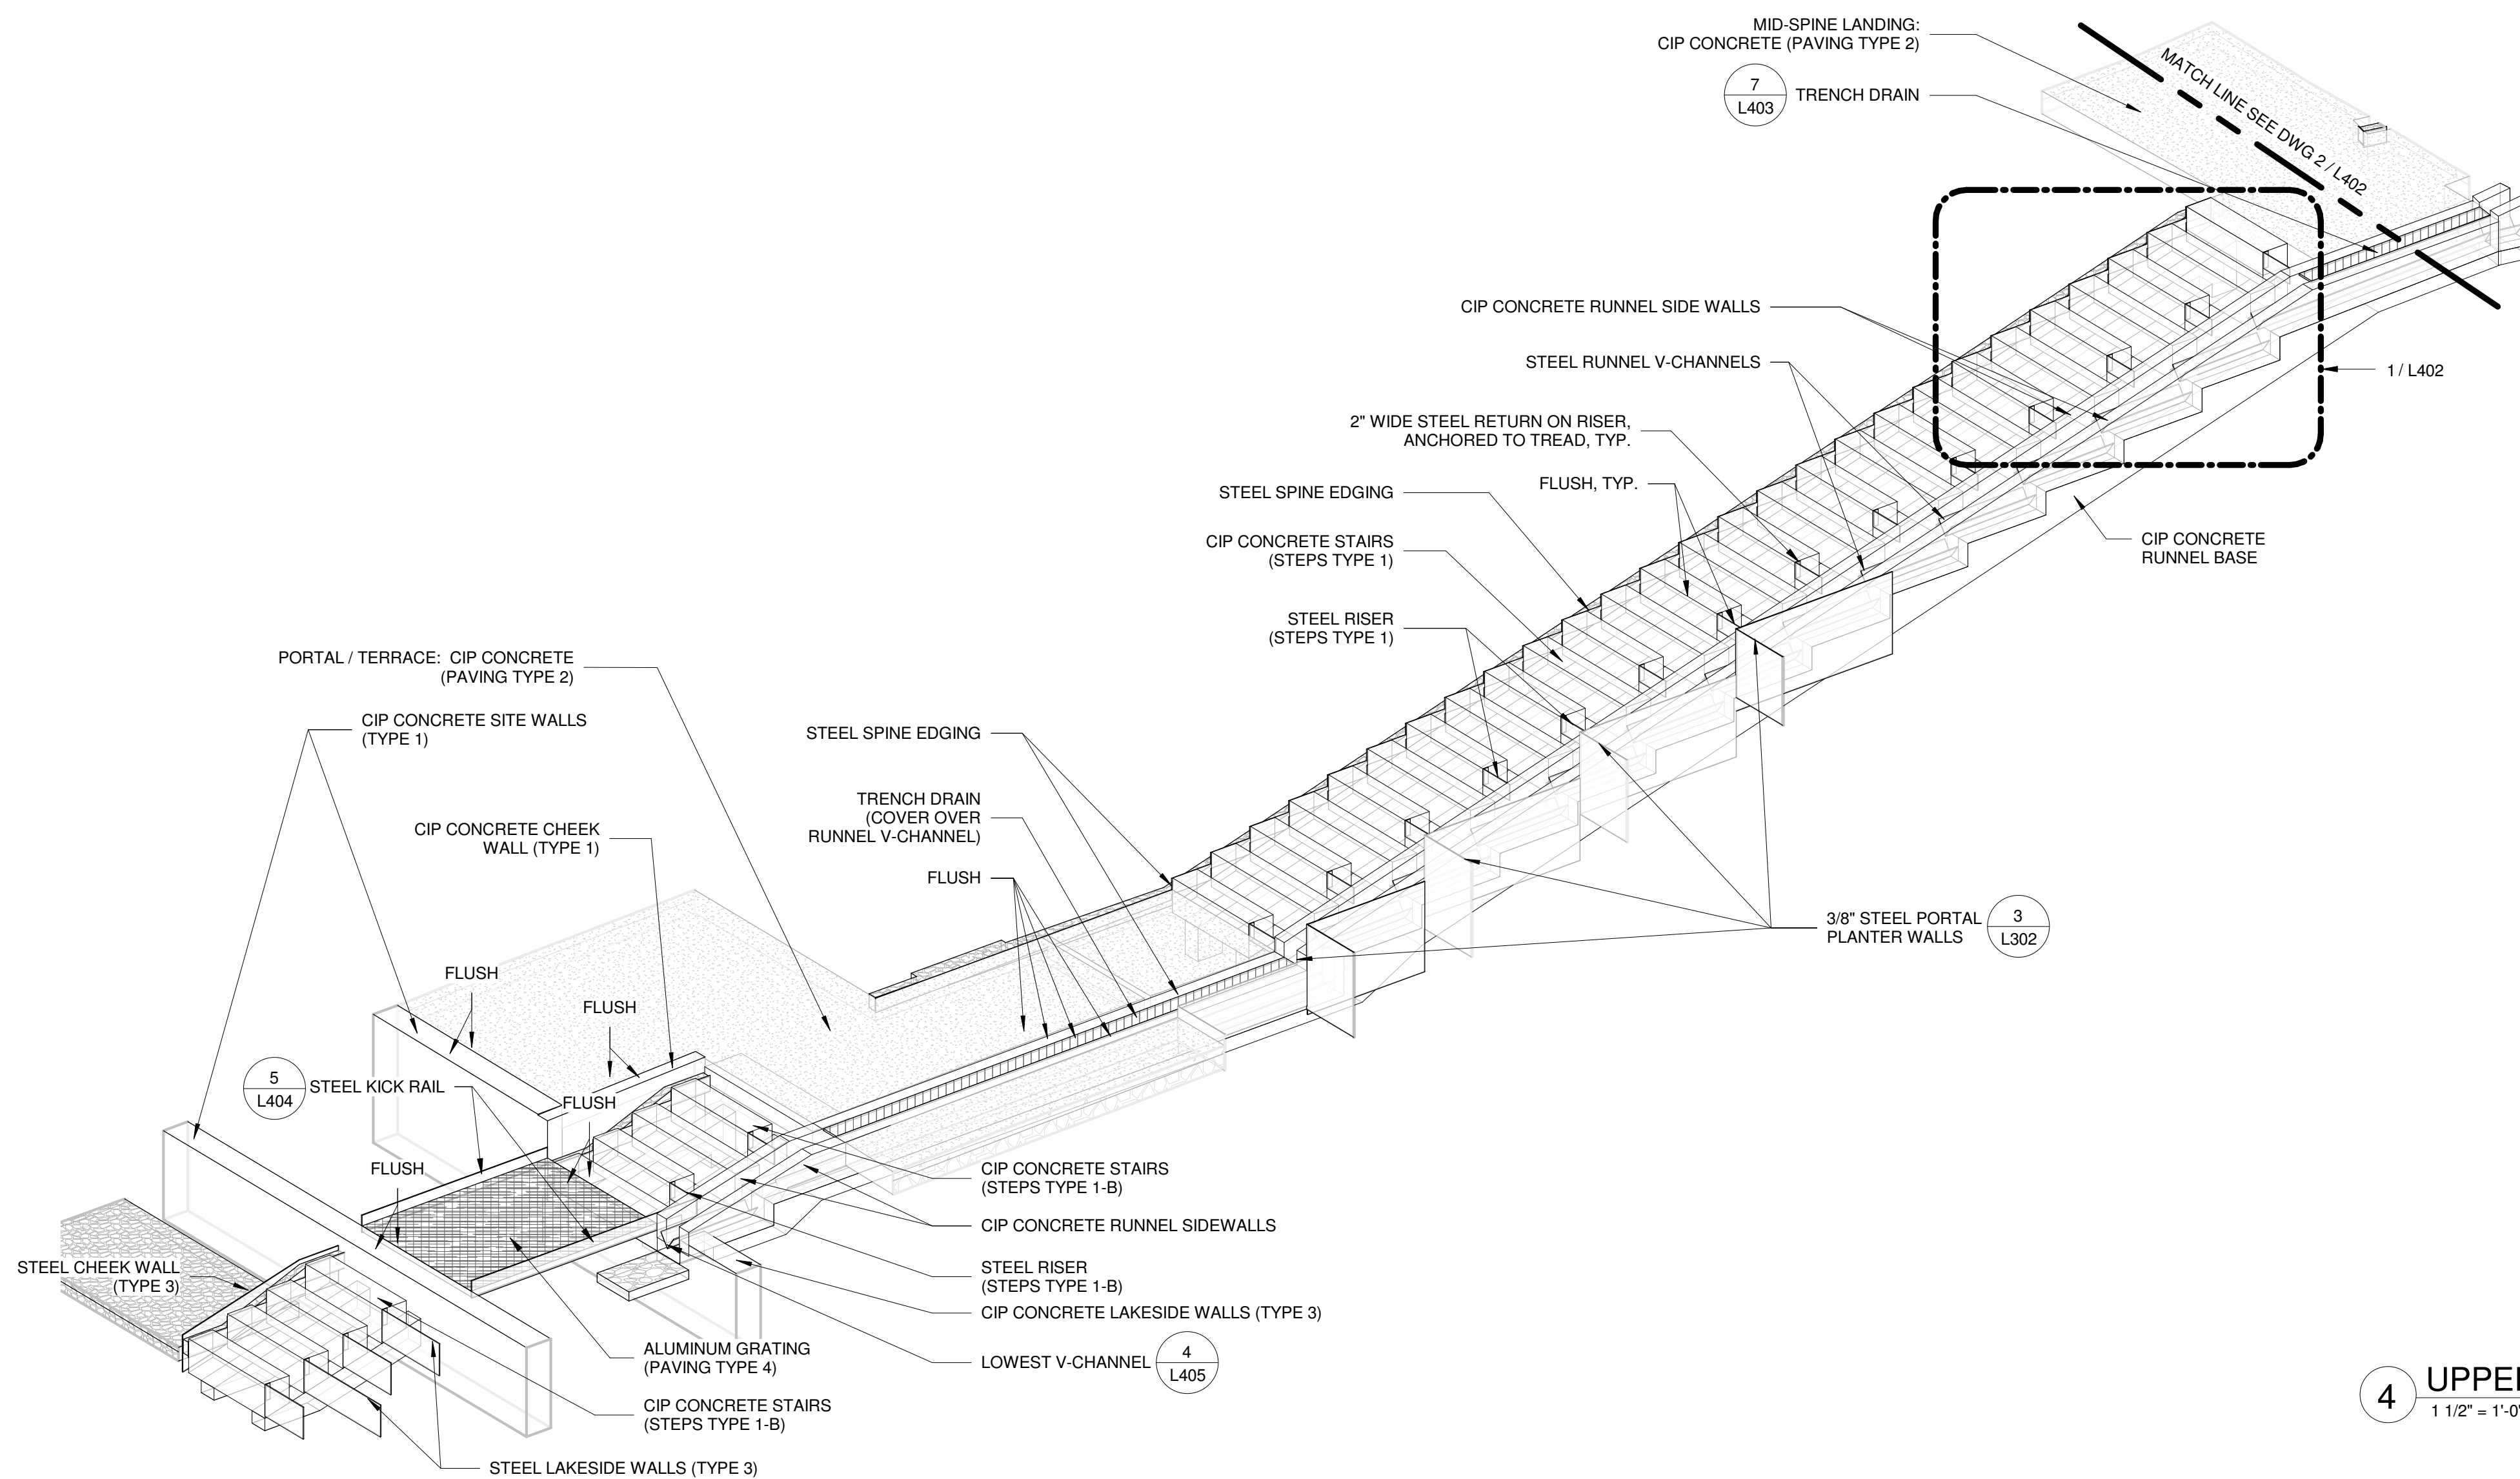 MID-SPINE LANDING:
CIP CONCRETE (PAVING TYPE 2)
7
L403
TRENCH DRAIN
MATCH LINE SEE DWG 2 / L402
CIP CONCRETE RUNNEL SIDE WALLS
STEEL RUNNEL V-CHANNELS
1 / L402
2" WIDE STEEL RETURN ON RISER,
ANCHORED TO TREAD, TYP.
FLUSH, TYP.
STEEL SPINE EDGING
CIP CONCRETE STAIRS
(STEPS TYPE 1)
CIP CONCRETE
RUNNEL BASE
STEEL RISER
(STEPS TYPE 1)
PORTAL / TERRACE: CIP CONCRETE
(PAVING TYPE 2)
CIP CONCRETE SITE WALLS
(TYPE 1)
STEEL SPINE EDGING
TRENCH DRAIN
(COVER OVER
RUNNEL V-CHANNEL)
CIP CONCRETE CHEEK
WALL (TYPE 1)
FLUSH
3/8" STEEL PORTAL
PLANTER WALLS
3
L302
FLUSH
FLUSH
5
L404
STEEL KICK RAIL
FLUSH
FLUSH
CIP CONCRETE STAIRS
(STEPS TYPE 1-B)
CIP CONCRETE RUNNEL SIDEWALLS
STEEL CHEEK WALL
(TYPE 3)
STEEL RISER
(STEPS TYPE 1-B)
CIP CONCRETE LAKESIDE WALLS (TYPE 3)
ALUMINUM GRATING
(PAVING TYPE 4)
LOWEST V-CHANNEL
4
L405
CIP CONCRETE STAIRS
(STEPS TYPE 1-B)
STEEL LAKESIDE WALLS (TYPE 3)
4
UPPE
1 1/2" = 1'-0"